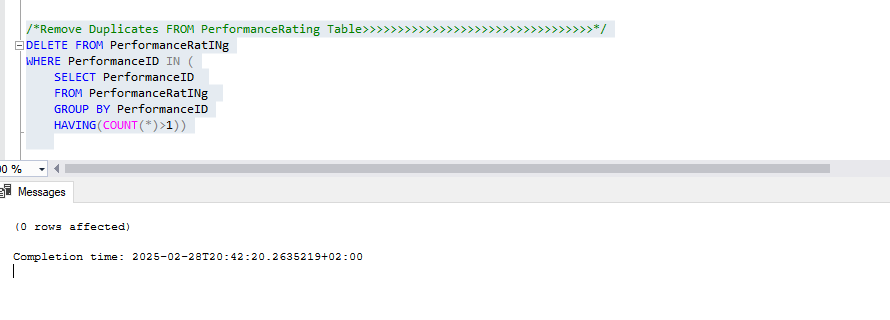 /*Remove Duplicates FROM PerformanceRating Table>>>>>>>>>>>>>>>>>>>>>>>>>>>>>>>>>*/
DELETE FROM PerformanceRatINg
WHERE PerformanceID IN (
SELECT PerformanceID
FROM PerformanceRatINg
GROUP BY PerformanceID
HAVING(COUNT(*)>1))
00 %
Messages
(0 rows affected)
Completion time: 2025-02-28T20:42:20.2635219+02:00